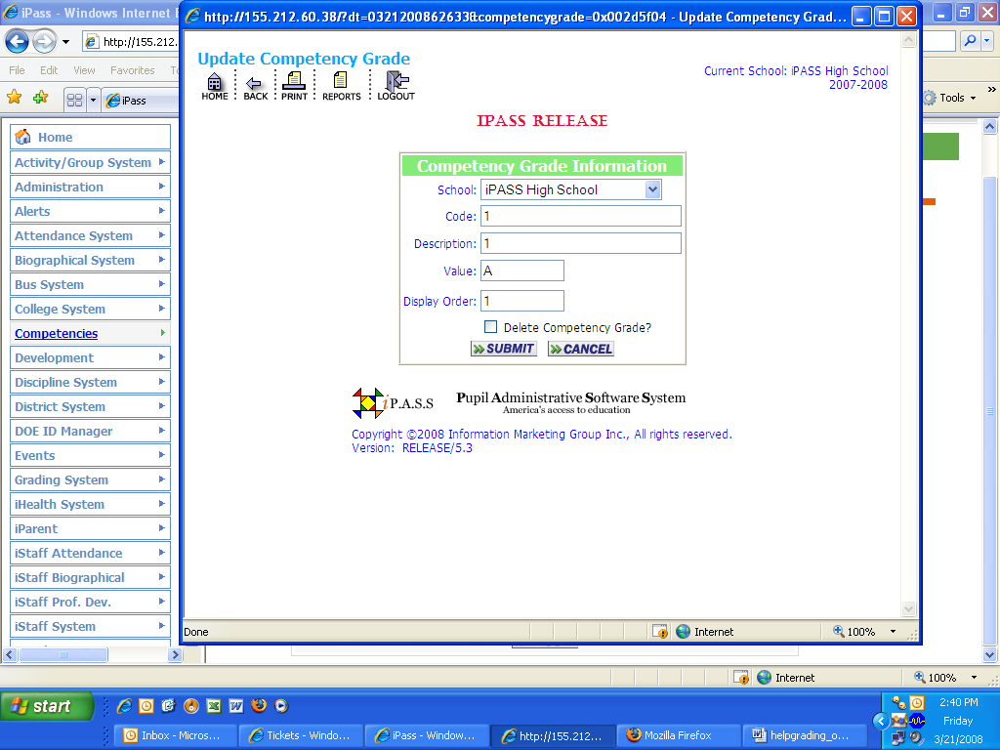 iPass - Windows Internet E
http://155.212.60.38/?dt=0321200862633&competencygrade=0x002d5f04 - Update Competency Grad...
http://155.212.
File Edit View Favorites To
iPass
Tools
»
Home
Activity/Group System
Administration
Alerts
Attendance System
Biographical System
Bus System
College System
Competencies
Development
Discipline System
District System
DOE ID Manager
Events
Grading System
iHealth System
iParent
iStaff Attendance
iStaff Biographical
iStaff Prof. Dev.
iStaff System
Update Competency Grade
HOME BACK PRINT REPORTS LOGOUT
Current School: iPASS High School
2007-2008
IPASS RELEASE
Competency Grade Information
School: iPASS High School
Code: 1
Description: 1
Value: A
Display Order: 1
Delete Competency Grade?
SUBMIT CANCEL
iP.A.S.S Pupil Administrative Software System
America's access to education
Copyright ©2008 Information Marketing Group Inc., All rights reserved.
Version: RELEASE/5.3
Done Internet 100%
Internet 100%
start
Inbox - Micros... Tickets - Windo... iPass - Window... http://155.212... Mozilla Firefox helpgrading_o...
2:40 PM
Friday
3/21/2008